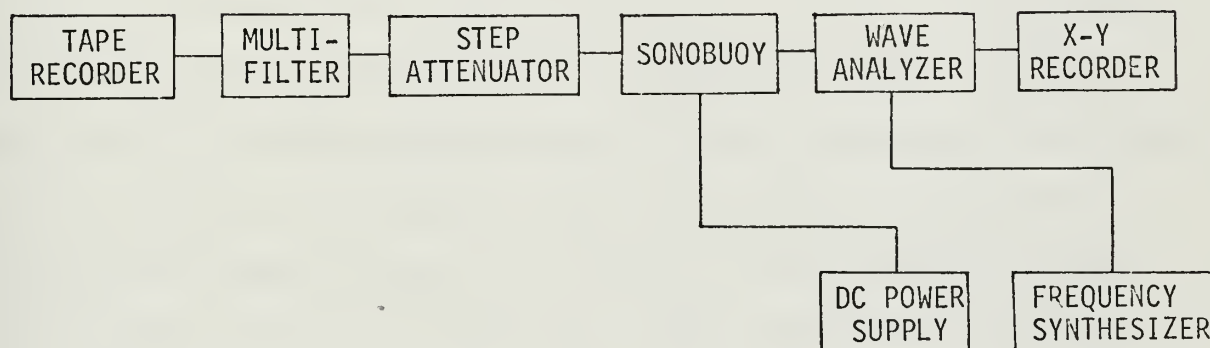 TAPE
RECORDER
MULTI-
FILTER
STEP
ATTENUATOR
SONOBUOY
WAVE
ANALYZER
X-Y
RECORDER
DC POWER
SUPPLY
FREQUENCY
SYNTHESIZER